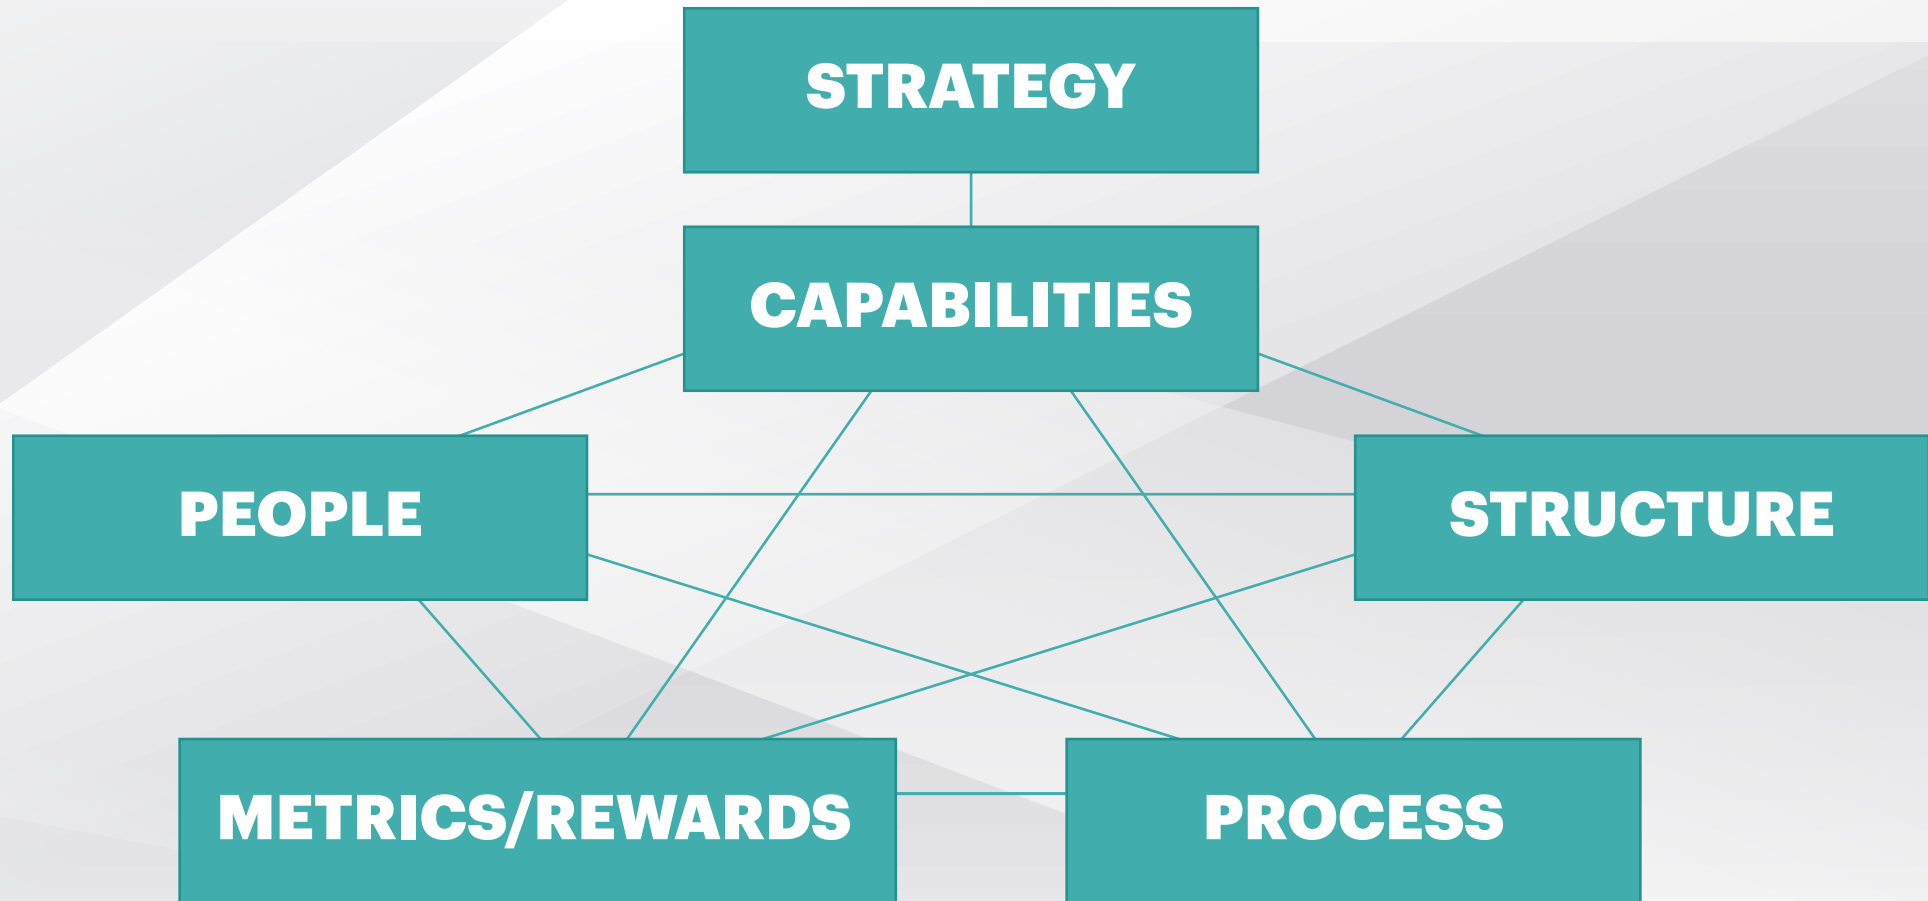 STRATEGY
CAPABILITIES
PEOPLE
STRUCTURE
METRICS/REWARDS
PROCESS